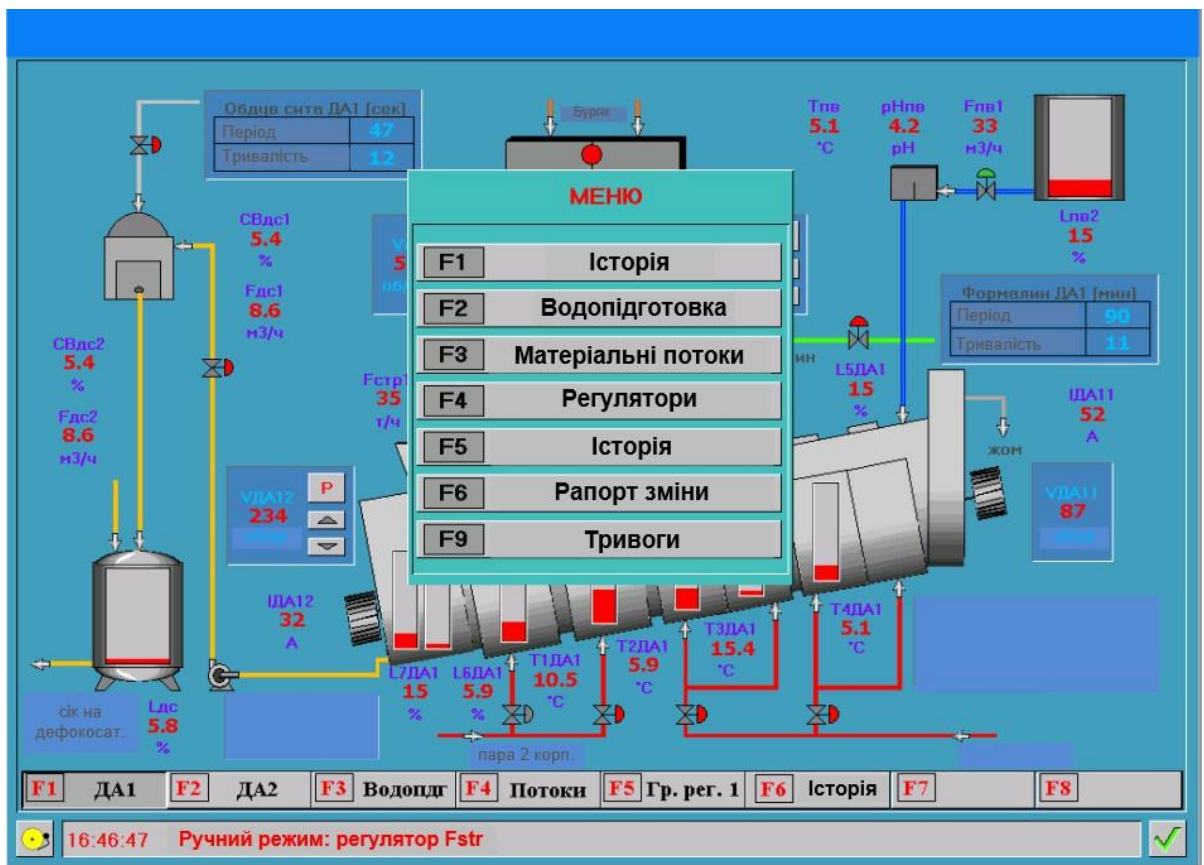 Обдув сита ДА1 [сек]
Період 47
Тривалість 12
Буряк
Тпв
5.1
°C
pHпв
4.2
pH
Fпв1
33
м3/ч
Lпв2
15
%
СВдс1
5.4
%
Fдс1
8.6
м3/ч
СВдс2
5.4
%
Fдс2
8.6
м3/ч
Fстр1
35
т/ч
МЕНЮ
F1 Історія
F2 Водопідготовка
F3 Матеріальні потоки
F4 Регулятори
F5 Історія
F6 Рапорт зміни
F9 Тривоги
Формалин ДА1 [мин]
Період 90
Тривалість 11
L5ДА1
15
%
IДА11
52
А
жом
VДА12
234
Р
VДА11
87
IДА12
32
А
L7ДА1
15
%
L6ДА1
5.9
%
Т1ДА1
10.5
°C
Т2ДА1
5.9
°C
Т3ДА1
15.4
°C
Т4ДА1
5.1
°C
сік на
дефокосат.
Lдс
5.8
%
пара 2 корп.
F1 ДА1 F2 ДА2 F3 Водопдг F4 Потоки F5 Гр. рег. 1 F6 Історія F7 F8
16:46:47 Ручний режим: регулятор Fstr